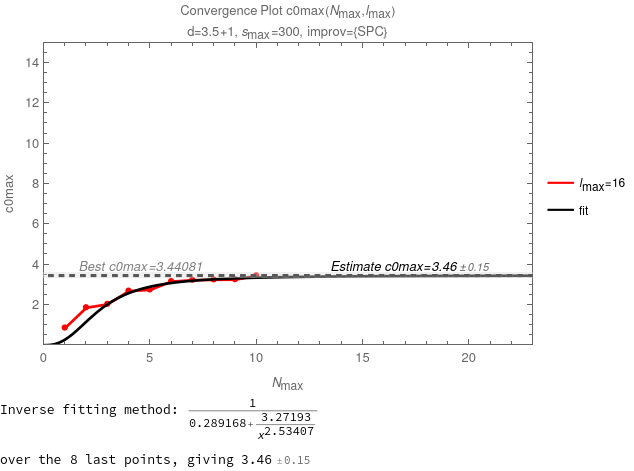 Convergence Plot c0max(Nmax,lmax)
d=3.5+1, smax=300, improv={SPC}
14
12
10
8
6
4
2
c0max
Best c0max=3.44081
Estimate c0max=3.46 ±0.15
lmax=16
fit
0 5 10 15 20
Nmax
Inverse fitting method: 1
0.289168+ 3.27193
x2.53407
over the 8 last points, giving 3.46 ±0.15